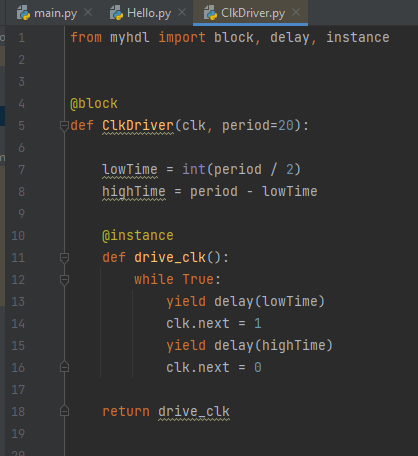 main.py Hello.py ClkDriver.py
1 from myhdl import block, delay, instance
2
3
4 @block
5 def ClkDriver(clk, period=20):
6
7 lowTime = int(period / 2)
8 highTime = period - lowTime
9
10 @instance
11 def drive_clk():
12 while True:
13 yield delay(lowTime)
14 clk.next = 1
15 yield delay(highTime)
16 clk.next = 0
17
18 return drive_clk
19